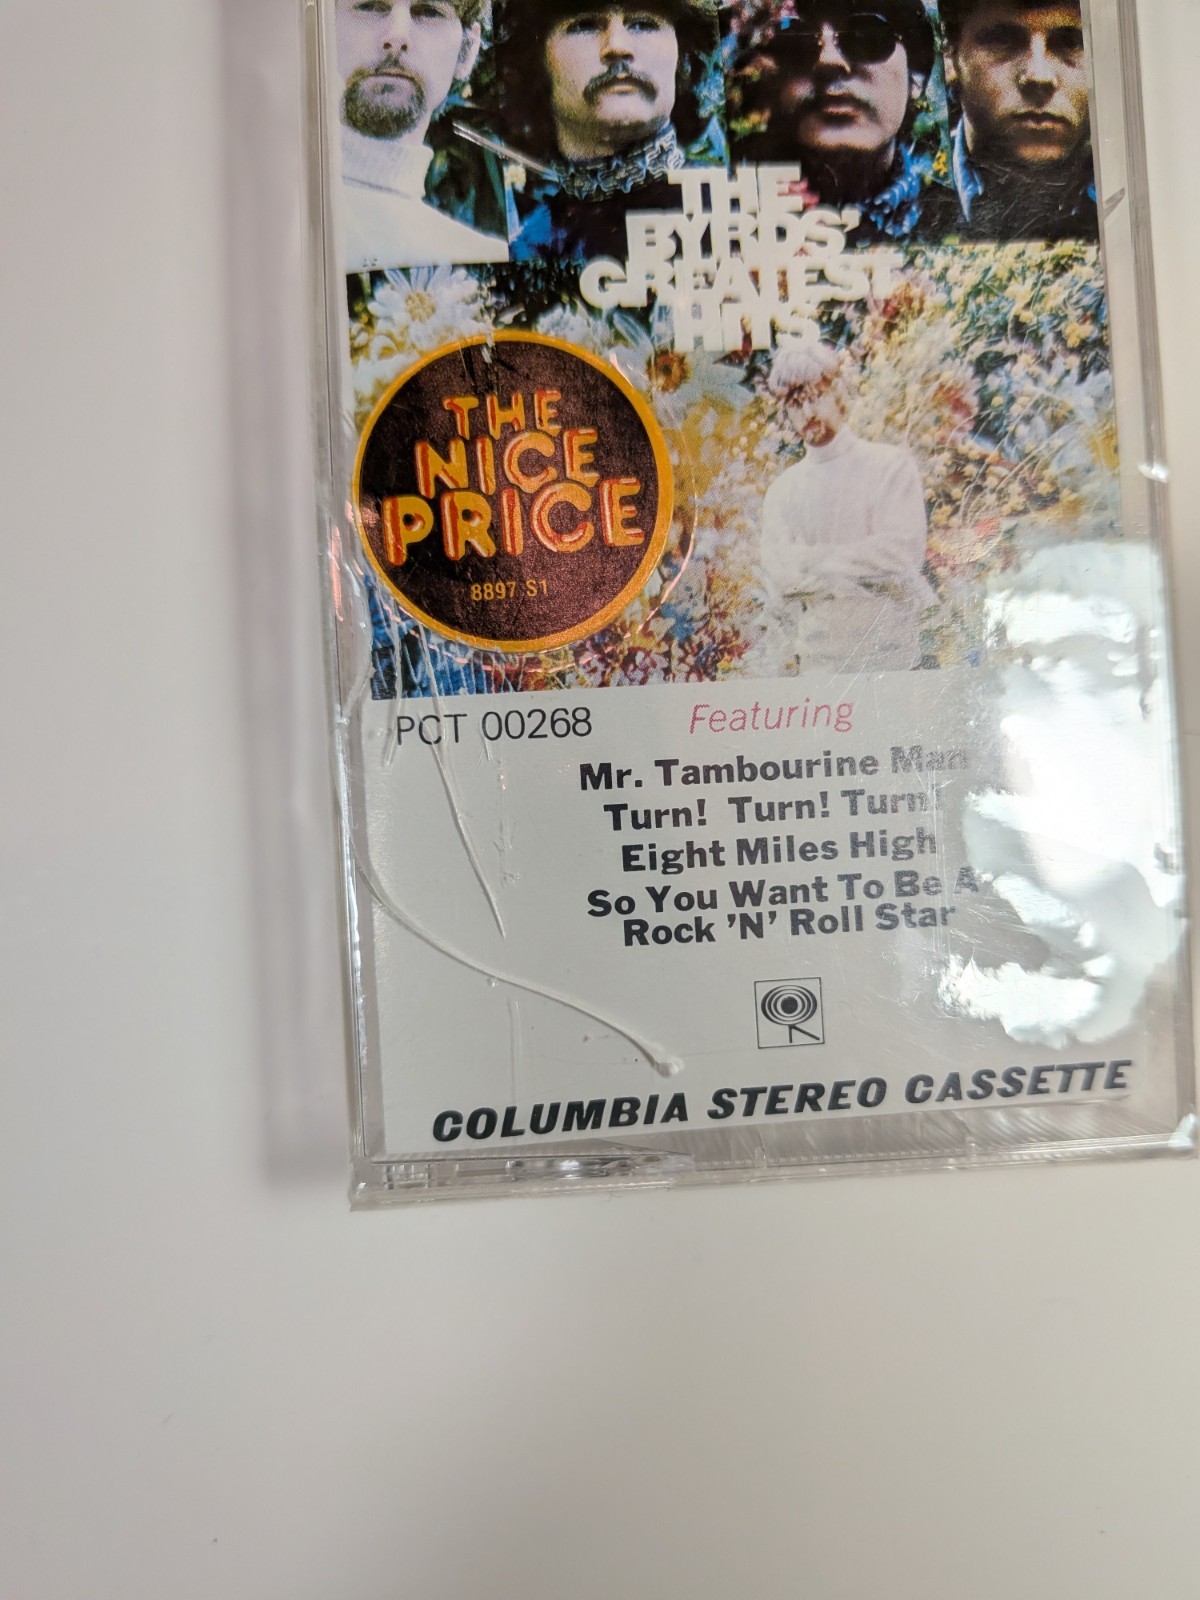 THE
BYRDS'
GREATEST
HITS
THE
NICE
PRICE
8897 S1
PCT 00268
Featuring
Mr. Tambourine Man
Turn! Turn! Turn!
Eight Miles High
So You Want To Be A
Rock 'N' Roll Star
COLUMBIA STEREO CASSETTE